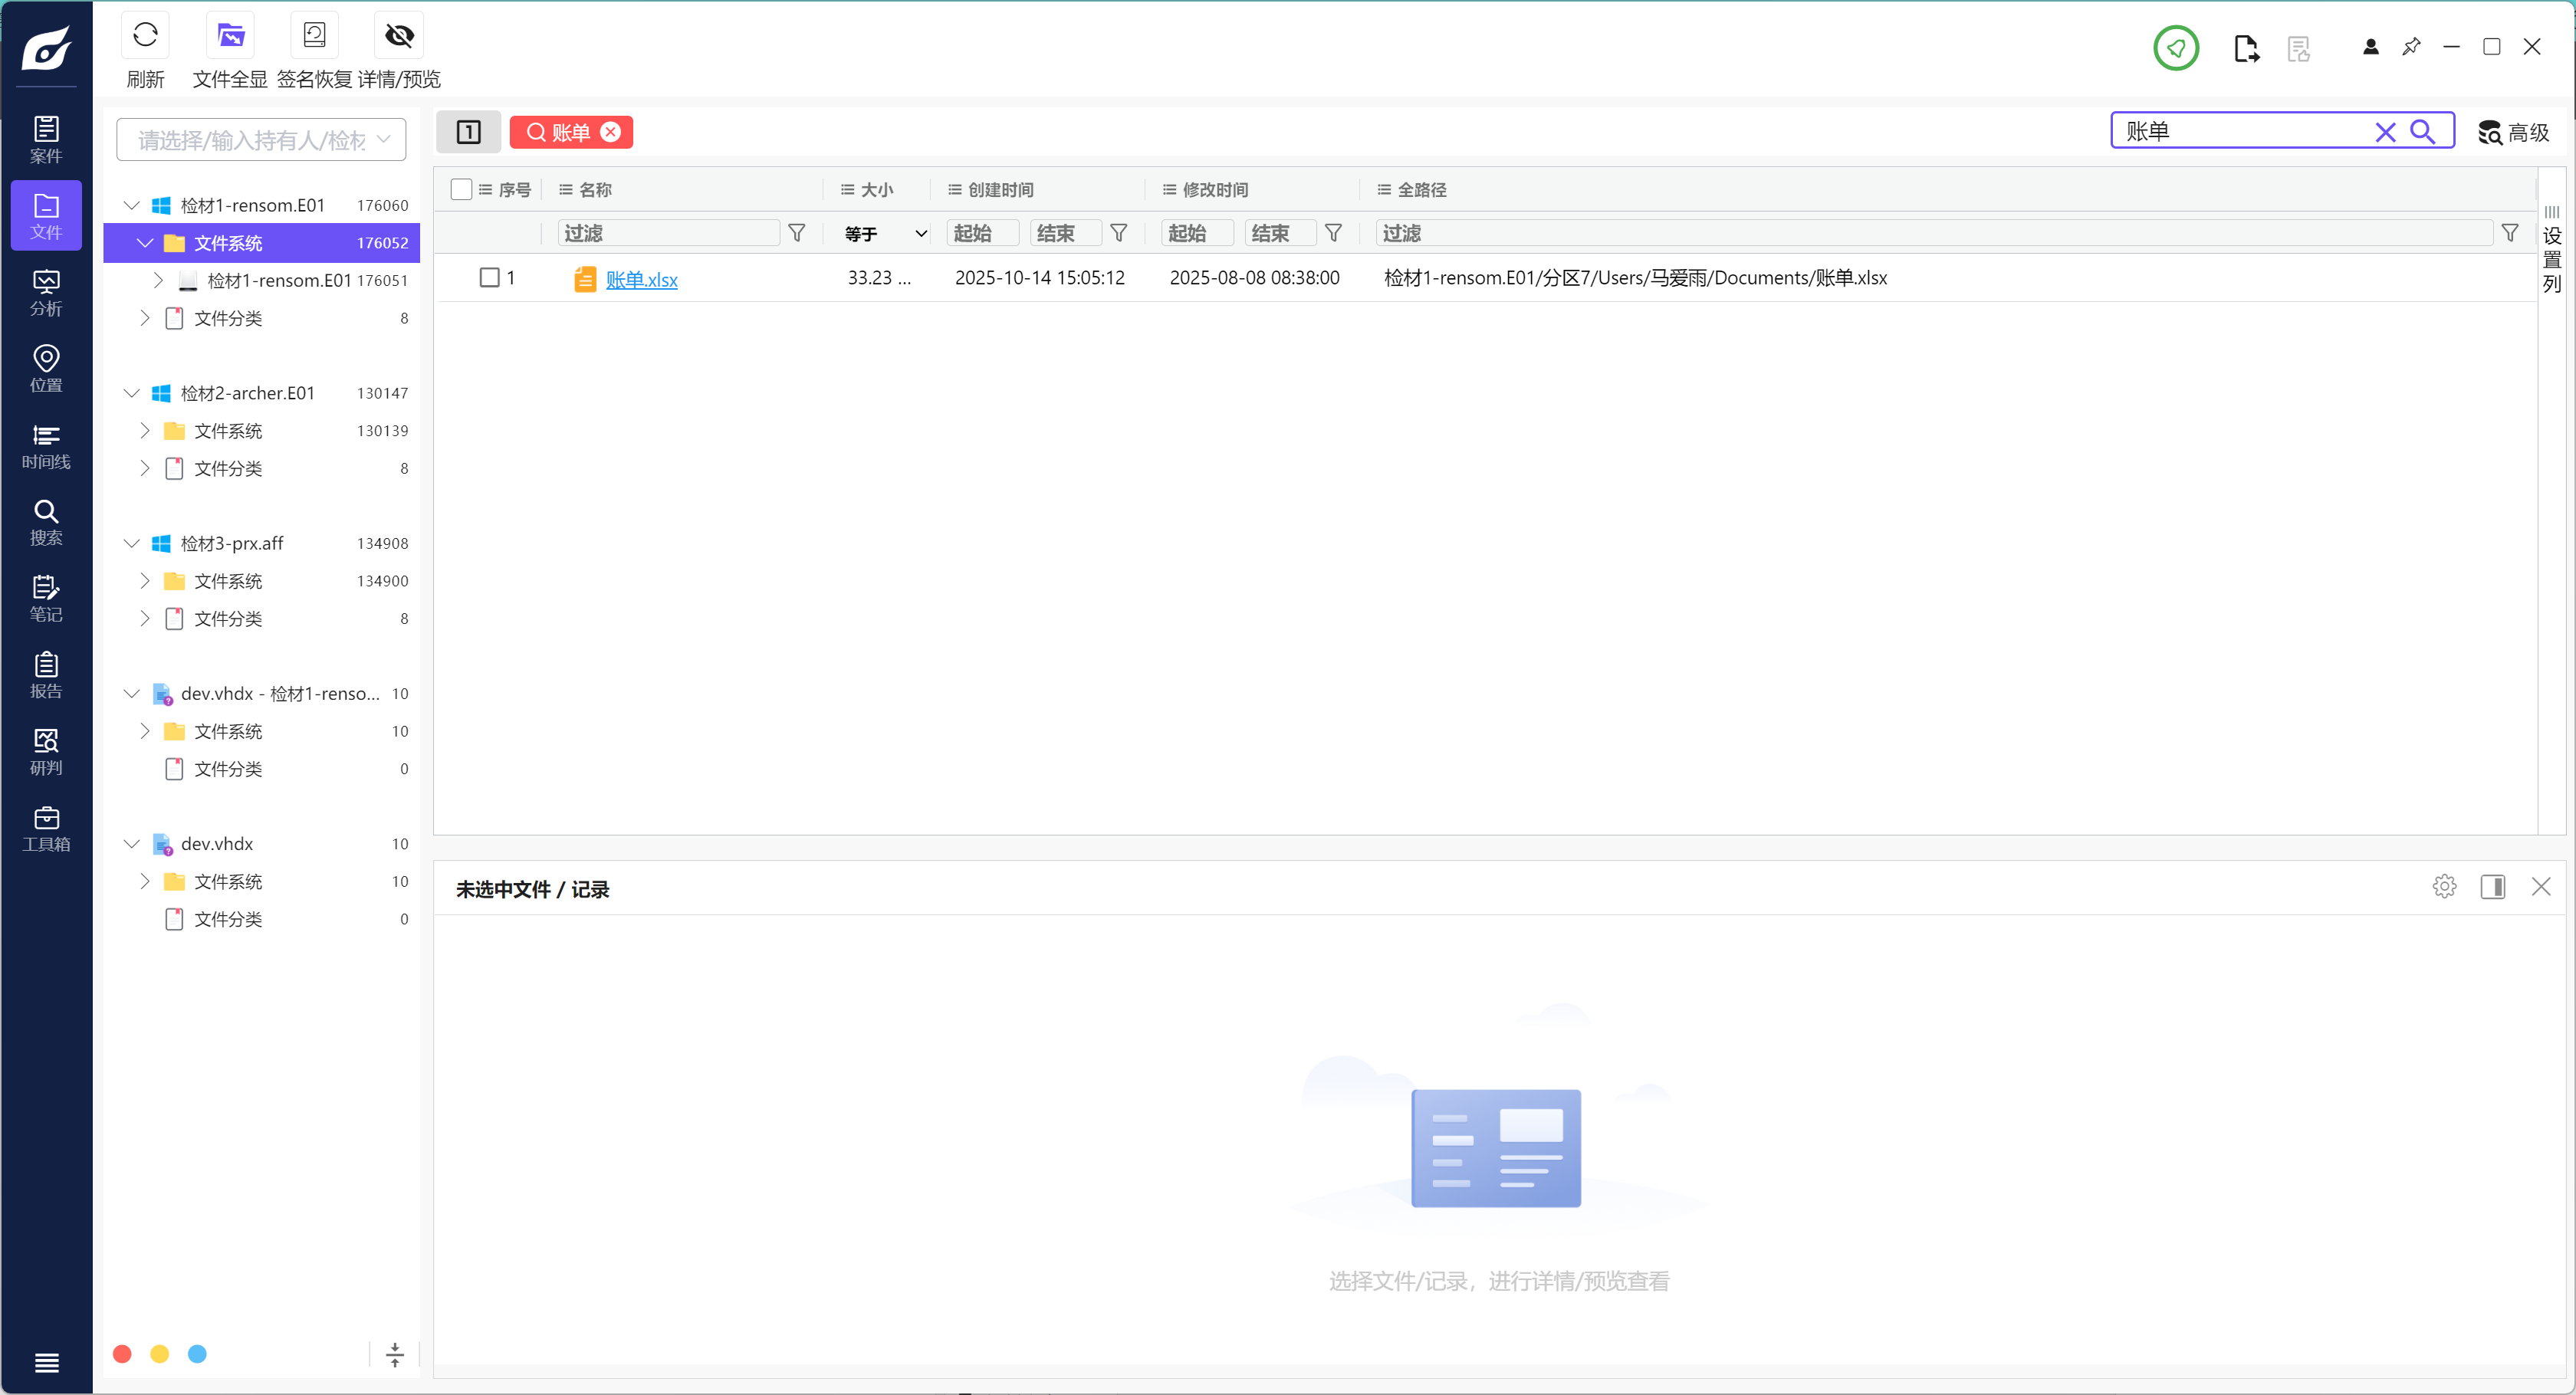 刷新
文件全显
签名恢复
详情/预览
案件
文件
分析
位置
时间线
搜索
笔记
报告
研判
工具箱
请选择/输入持有人/检材
检材1-rensom.E01 176060
文件系统 176052
检材1-rensom.E01 176051
文件分类 8
检材2-archer.E01 130147
文件系统 130139
文件分类 8
检材3-prx.aff 134908
文件系统 134900
文件分类 8
dev.vhdx - 检材1-renso... 10
文件系统 10
文件分类 0
dev.vhdx 10
文件系统 10
文件分类 0
1 账单
账单 高级
序号 名称 大小 创建时间 修改时间 全路径
过滤 等于 起始 结束 起始 结束 过滤
1 账单.xlsx 33.23 ... 2025-10-14 15:05:12 2025-08-08 08:38:00 检材1-rensom.E01/分区7/Users/马爱雨/Documents/账单.xlsx
设置列
未选中文件 / 记录
选择文件/记录，进行详情/预览查看